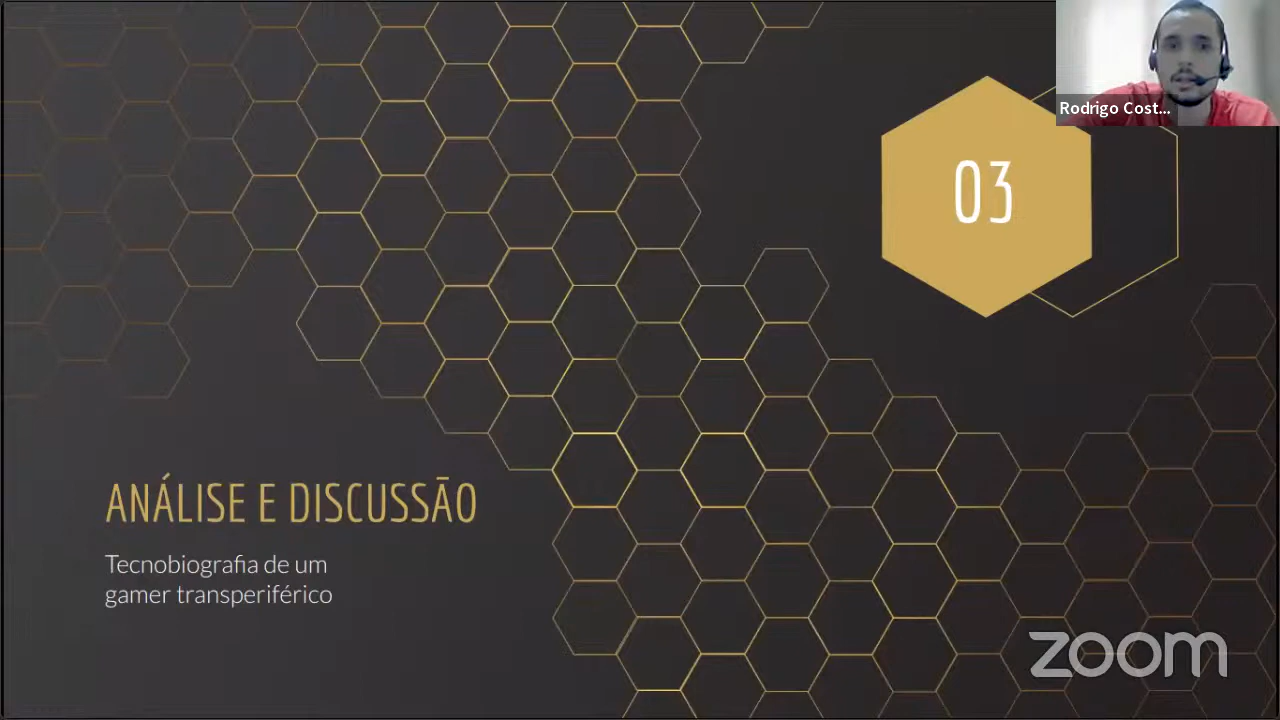 Rodrigo Cost...
03
ANÁLISE E DISCUSSÃO
Tecnobiografia de um
gamer transperiférico
zoom